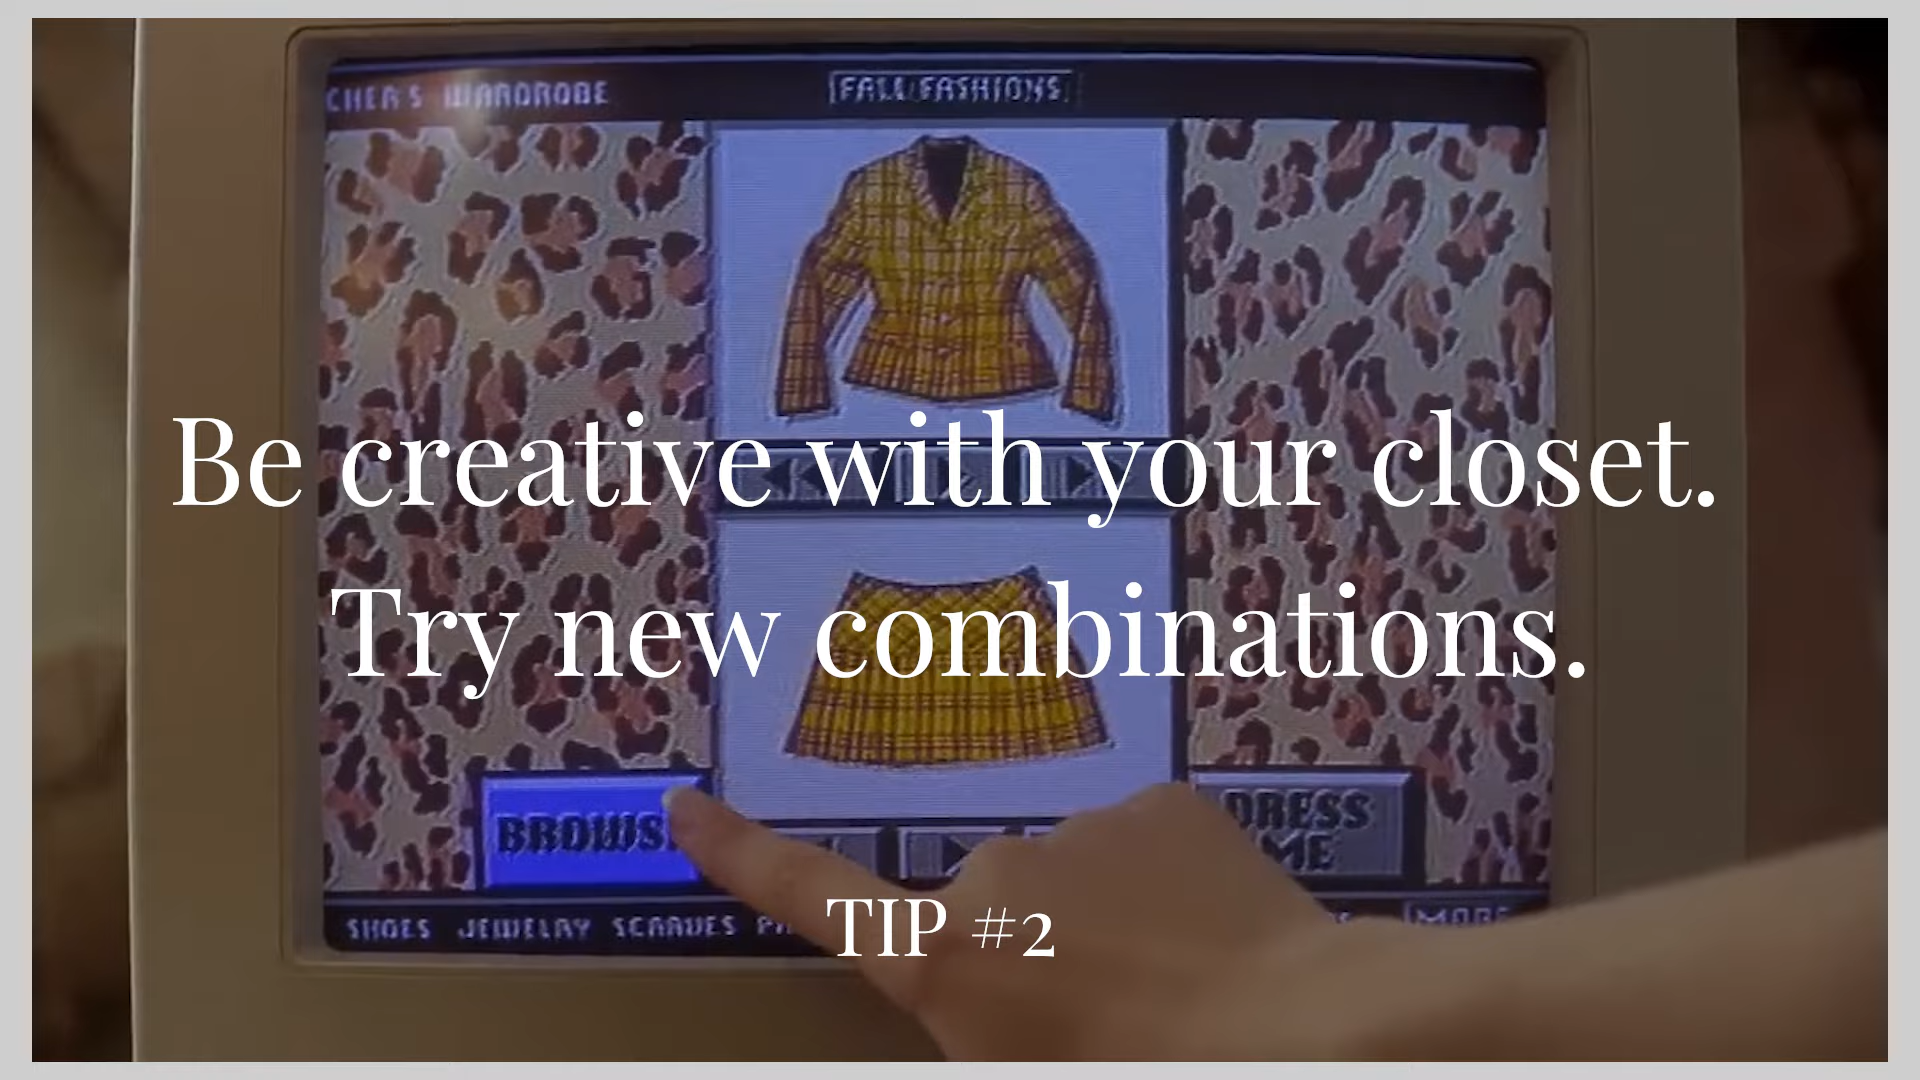 CHER'S WARDROBE
FALL FASHIONS
Be creative with your closet.
Try new combinations.
DRESS
ME
SHOES JEWELRY SCARVES
MORE
TIP #2